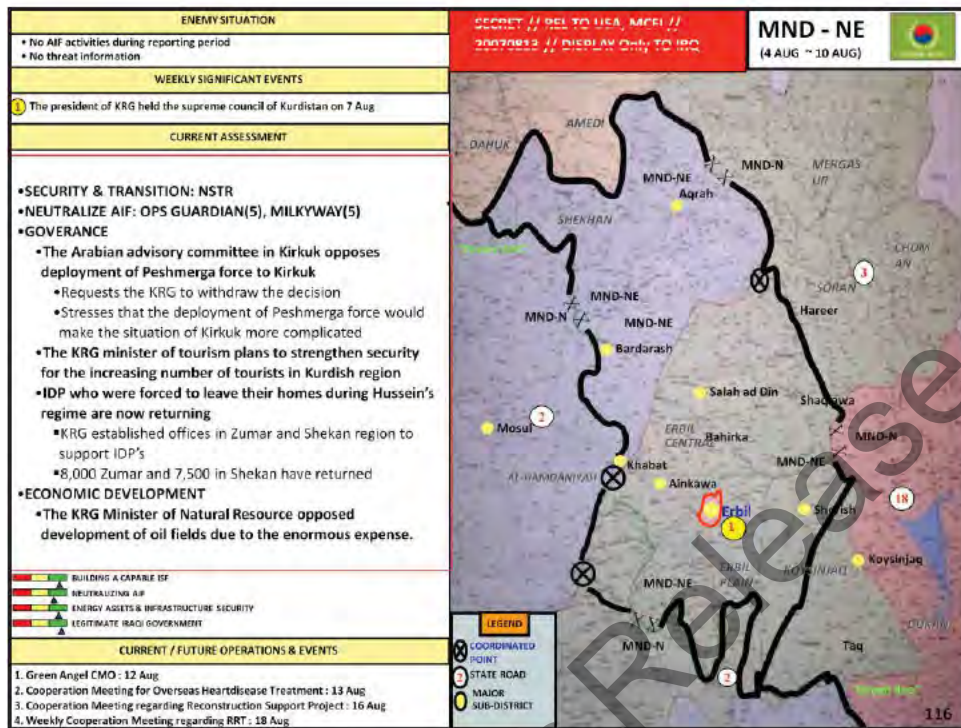 ENEMY SITUATION
• No AIF activities during reporting period
• No threat information
WEEKLY SIGNIFICANT EVENTS
1 The president of KRG held the supreme council of Kurdistan on 7 Aug
CURRENT ASSESSMENT
•SECURITY & TRANSITION: NSTR
•NEUTRALIZE AIF: OPS GUARDIAN(5), MILKYWAY(5)
•GOVERANCE
•The Arabian advisory committee in Kirkuk opposes
deployment of Peshmerga force to Kirkuk
•Requests the KRG to withdraw the decision
•Stresses that the deployment of Peshmerga force would
make the situation of Kirkuk more complicated
•The KRG minister of tourism plans to strengthen security
for the increasing number of tourists in Kurdish region
•IDP who were forced to leave their homes during Hussein's
regime are now returning
▪KRG established offices in Zumar and Shekan region to
support IDP's
▪8,000 Zumar and 7,500 in Shekan have returned
•ECONOMIC DEVELOPMENT
•The KRG Minister of Natural Resource opposed
development of oil fields due to the enormous expense.
BUILDING A CAPABLE ISF
NEUTRALIZING AIF
ENERGY ASSETS & INFRASTRUCTURE SECURITY
LEGITIMATE IRAQI GOVERNMENT
CURRENT / FUTURE OPERATIONS & EVENTS
1. Green Angel CMO : 12 Aug
2. Cooperation Meeting for Overseas Heartdisease Treatment : 13 Aug
3. Cooperation Meeting regarding Reconstruction Support Project : 16 Aug
4. Weekly Cooperation Meeting regarding RRT : 18 Aug
SECRET // REL TO USA, MCFI //
20070813 // DISPLAY Only TO IRQ
MND - NE
(4 AUG ~ 10 AUG)
AMEDI
DAHUK
MND-N
MERGAS
UR
MND-NE
Aqrah
SHEKHAN
CHOM
AN
3
SORAN
MND-NE
Hareer
MND-N
MND-NE
Bardarash
Salah ad Din
Shaqlawa
2
Mosul
ERBIL
CENTRAL
Bahirka
MND-N
Khabat
MND-NE
AL-HAMDANIYAH
Ainkawa
18
Erbil
Shorish
1
Koysinjaq
ERBIL
PLAIN
KOYSINJAQ
MND-NE
DUKAN
MND-N
Taq
2
LEGEND
COORDINATED
POINT
2 STATE ROAD
MAJOR
SUB-DISTRICT
Release
116